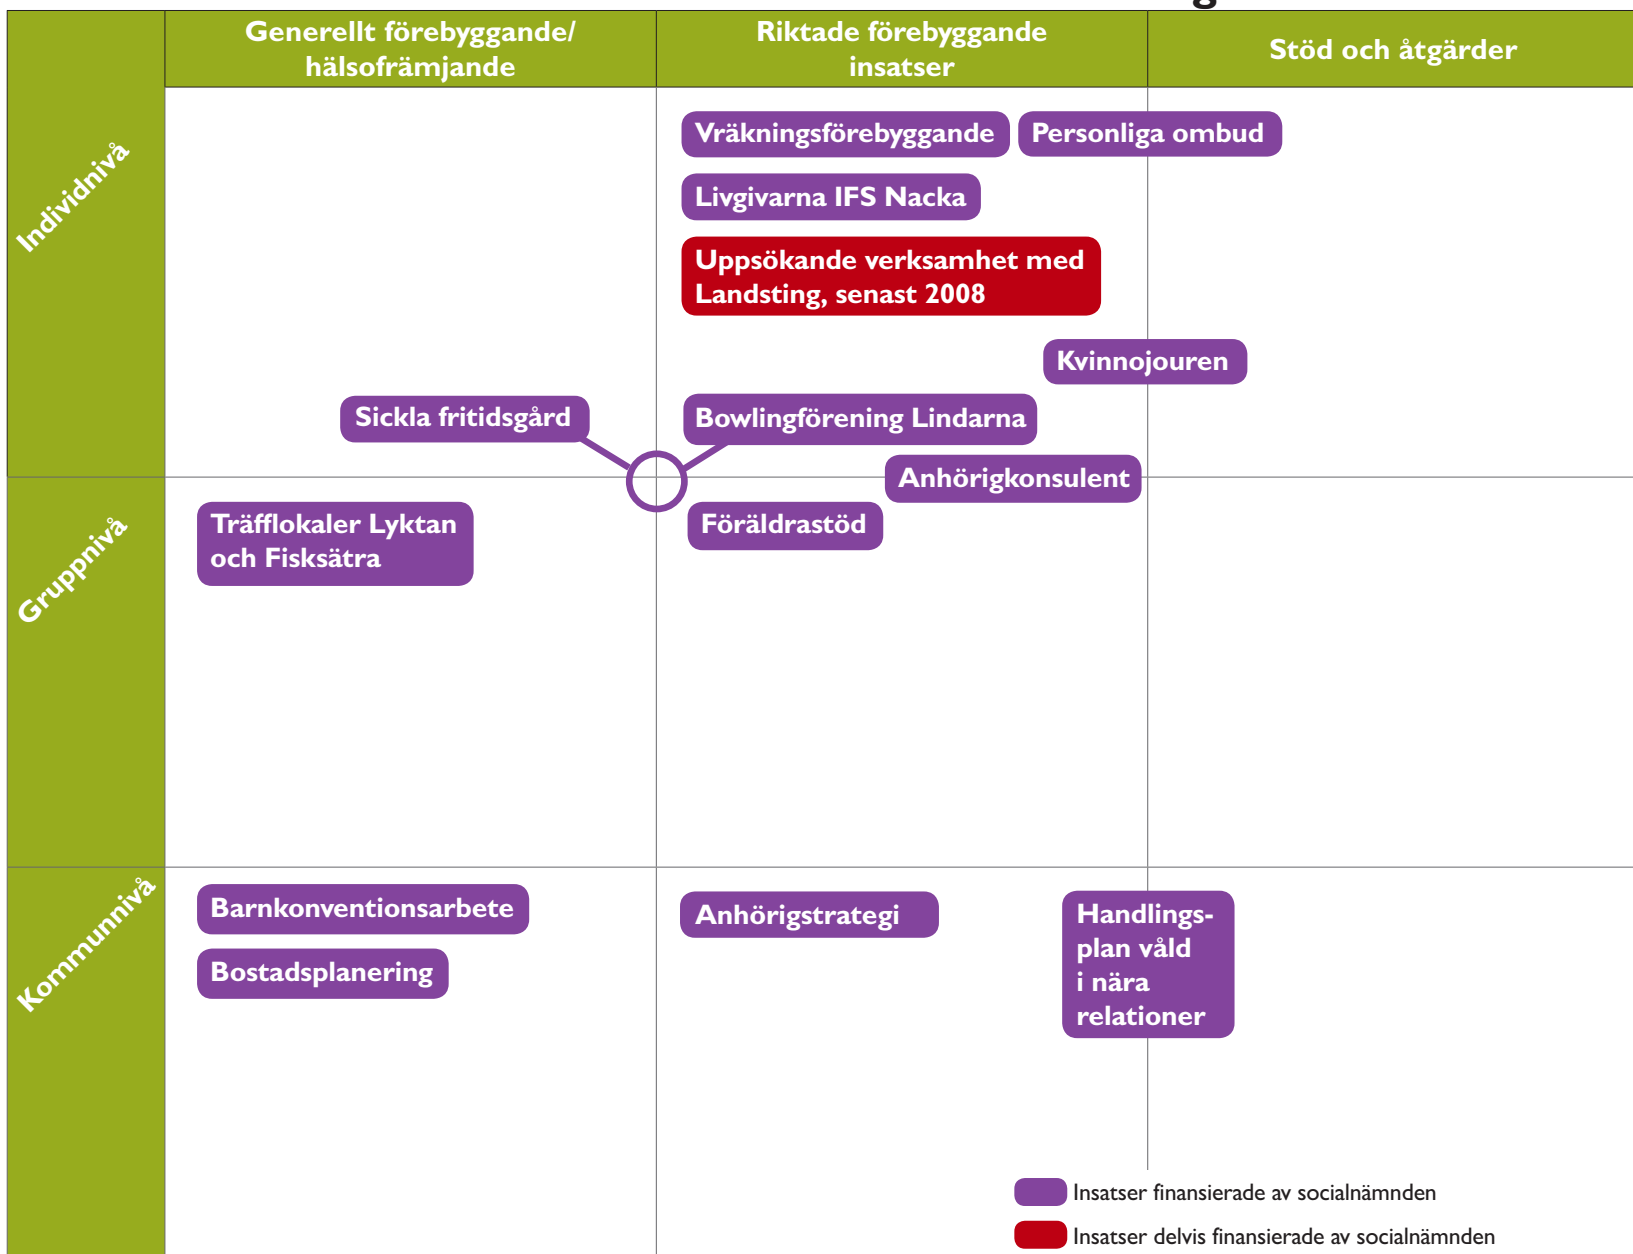 Generellt förebyggande/
hälsofrämjande
Riktade förebyggande
insatser
Stöd och åtgärder
Individnivå
Vräkningsförebyggande
Personliga ombud
Livgivarna IFS Nacka
Uppsökande verksamhet med
Landsting, senast 2008
Kvinnojouren
Sickla fritidsgård
Bowlingförening Lindarna
Anhörigkonsulent
Gruppnivå
Träfflokaler Lyktan
och Fisksätra
Föräldrastöd
Kommunnivå
Barnkonventionsarbete
Bostadsplanering
Anhörigstrategi
Handlings-
plan våld
i nära
relationer
Insatser finansierade av socialnämnden
Insatser delvis finansierade av socialnämnden